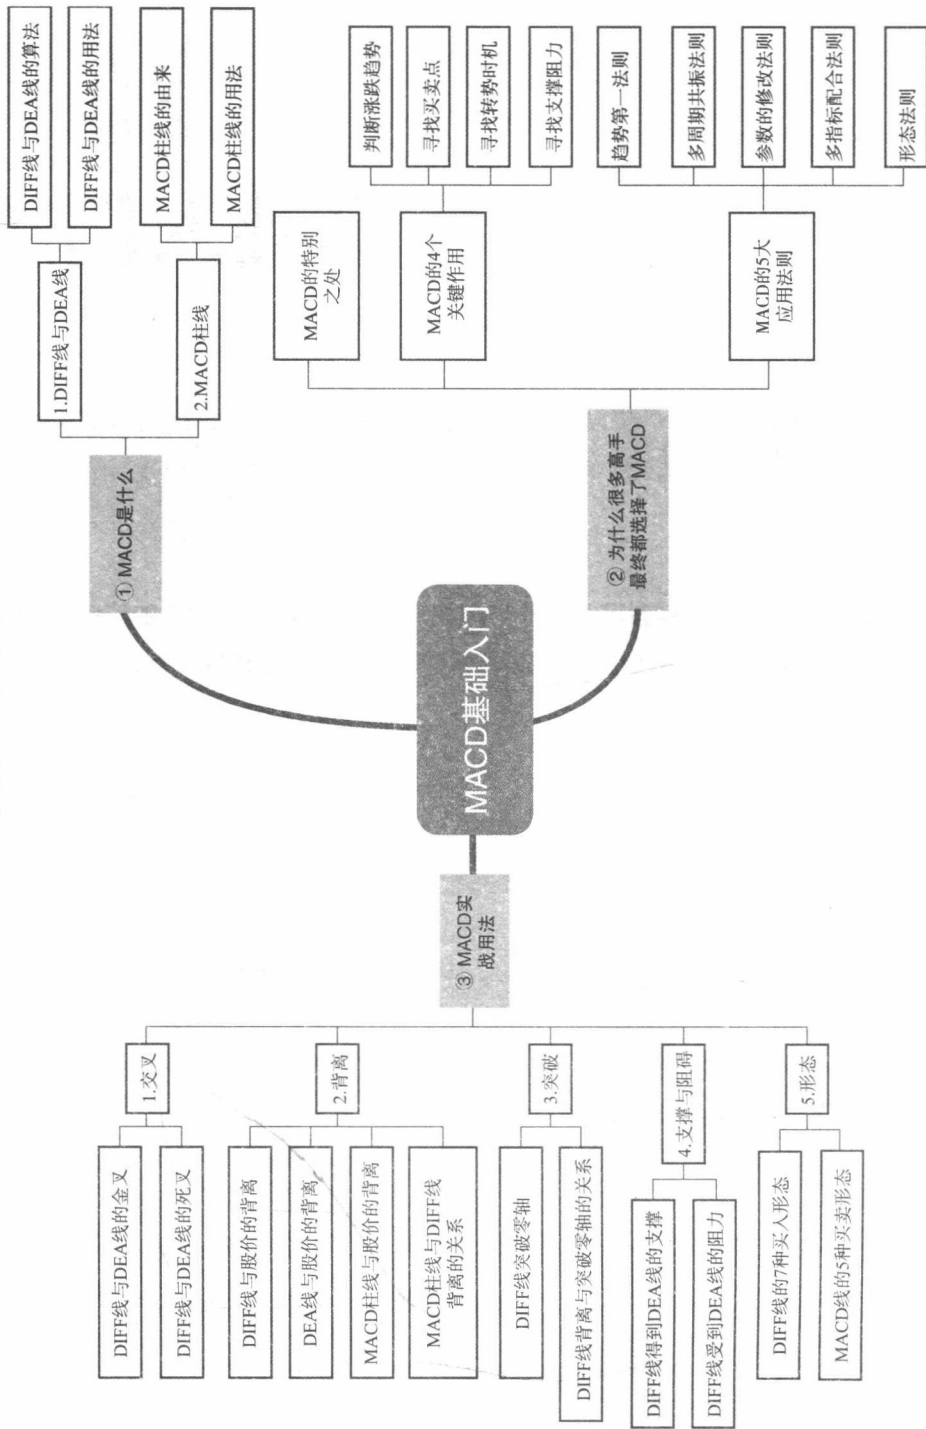 MACD基础入门
① MACD是什么
1.DIFF线与DEA线
DIFF线与DEA线的算法
DIFF线与DEA线的用法
2.MACD柱线
MACD柱线的由来
MACD柱线的用法
② 为什么很多高手
最终都选择了MACD
MACD的特别
之处
MACD的4个
关键作用
判断涨跌趋势
寻找买卖点
寻找转势时机
寻找支撑阻力
MACD的5大
应用法则
趋势第一法则
多周期共振法则
参数的修改法则
多指标配合法则
形态法则
③ MACD实
战用法
1.交叉
DIFF线与DEA线的金叉
DIFF线与DEA线的死叉
2.背离
DIFF线与股价的背离
DEA线与股价的背离
MACD柱线与股价的背离
MACD柱线与DIFF线
背离的关系
3.突破
DIFF线突破零轴
DIFF线背离与突破零轴的关系
4.支撑与阻碍
DIFF线得到DEA线的支撑
DIFF线受到DEA线的阻力
5.形态
DIFF线的7种买入形态
MACD线的5种买卖形态